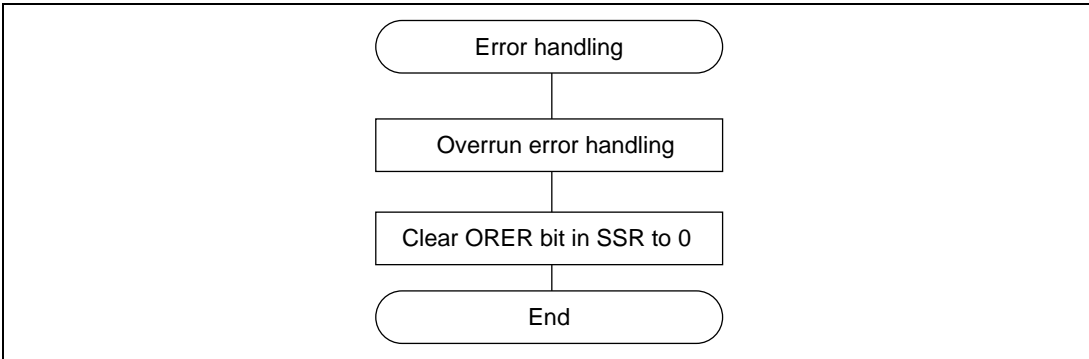 Error handling
Overrun error handling
Clear ORER bit in SSR to 0
End